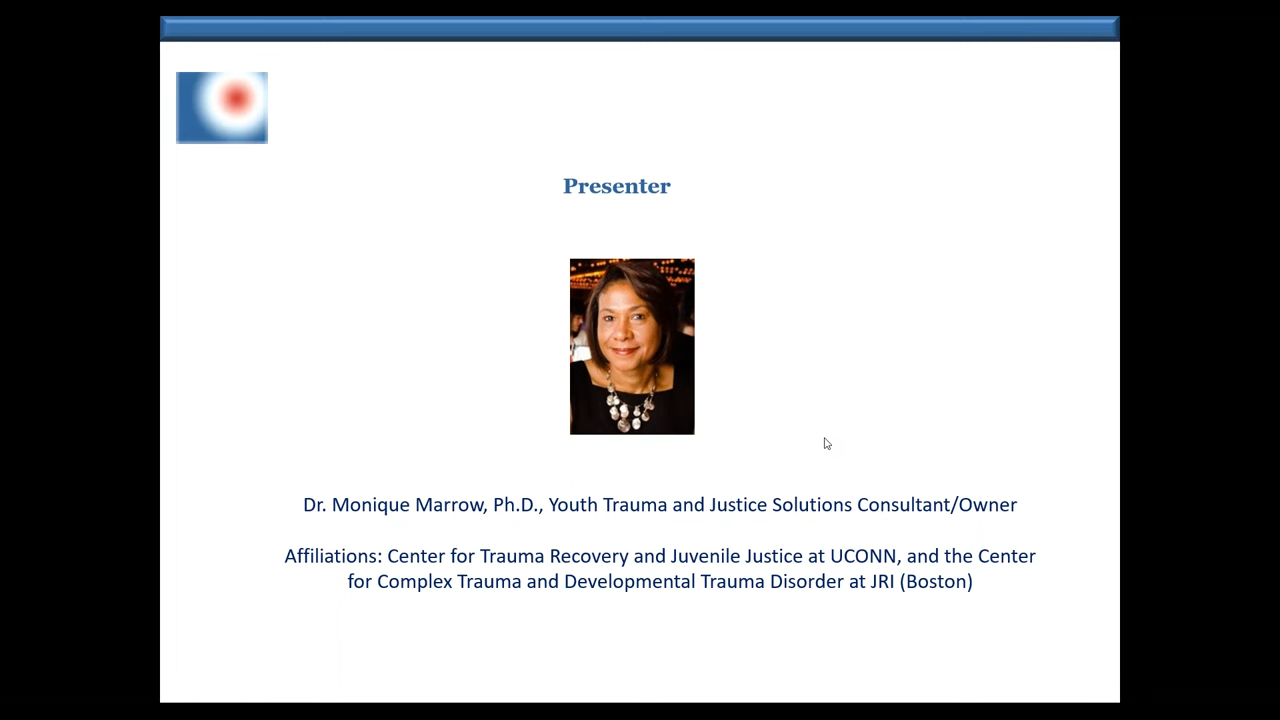 Presenter
Dr. Monique Marrow, Ph.D., Youth Trauma and Justice Solutions Consultant/Owner
Affiliations: Center for Trauma Recovery and Juvenile Justice at UCONN, and the Center
for Complex Trauma and Developmental Trauma Disorder at JRI (Boston)